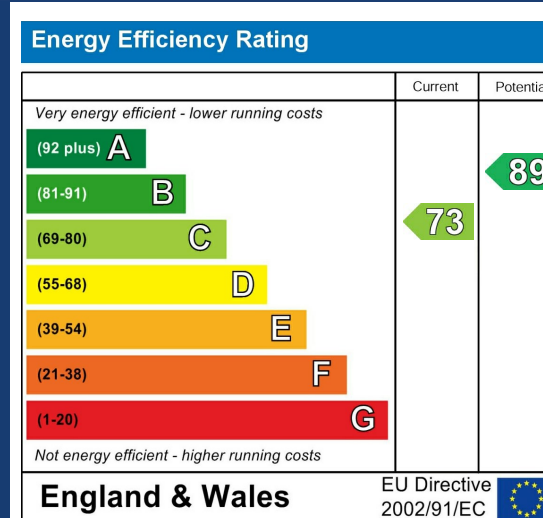 Energy Efficiency Rating
Current Potentia
Very energy efficient - lower running costs
(92 plus) A
(81-91) B
89
(69-80) C
73
(55-68) D
(39-54) E
(21-38) F
(1-20) G
Not energy efficient - higher running costs
England & Wales
EU Directive
2002/91/EC